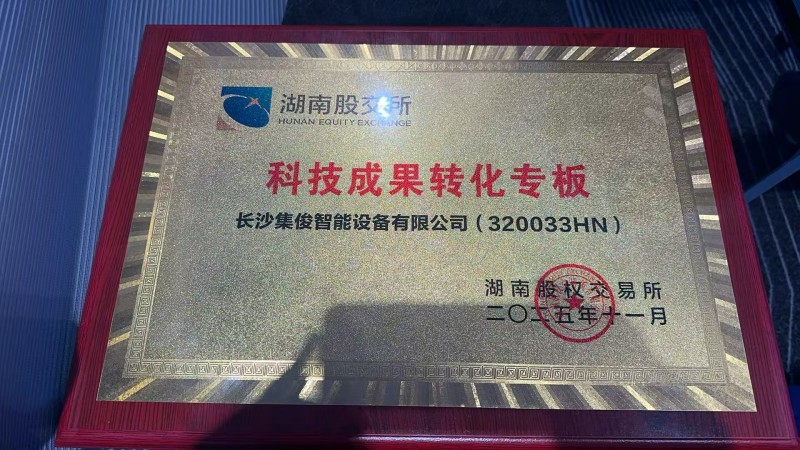 湖南股交所
HUNAN EQUITY EXCHANGE
科技成果转化专板
长沙集俊智能设备有限公司（320033HN）
湖南股权交易所
二〇二五年十一月